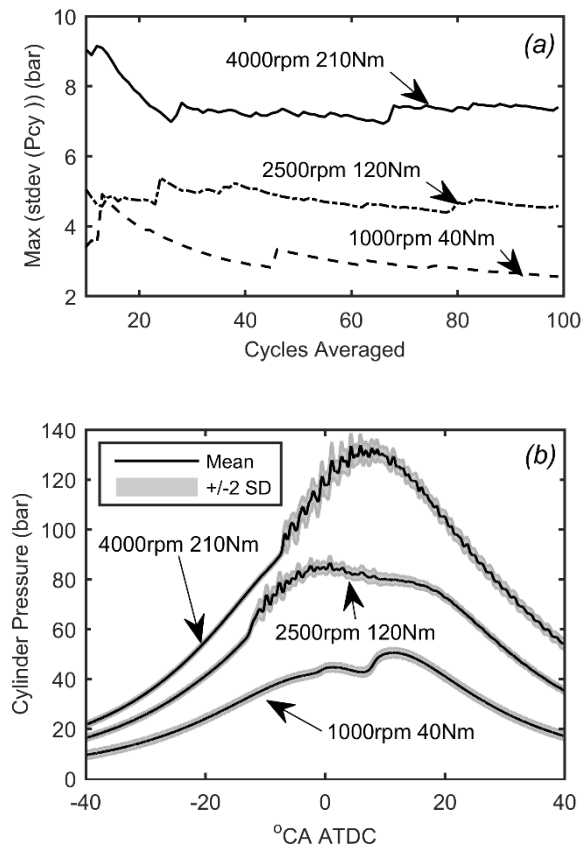 (a)
Max (stdev (Pcy )) (bar)
10
8
6
4
2
4000rpm 210Nm
2500rpm 120Nm
1000rpm 40Nm
20
40
60
80
100
Cycles Averaged
(b)
Cylinder Pressure (bar)
140
120
100
80
60
40
20
0
Mean
+/-2 SD
4000rpm 210Nm
2500rpm 120Nm
1000rpm 40Nm
-40
-20
0
20
40
°CA ATDC